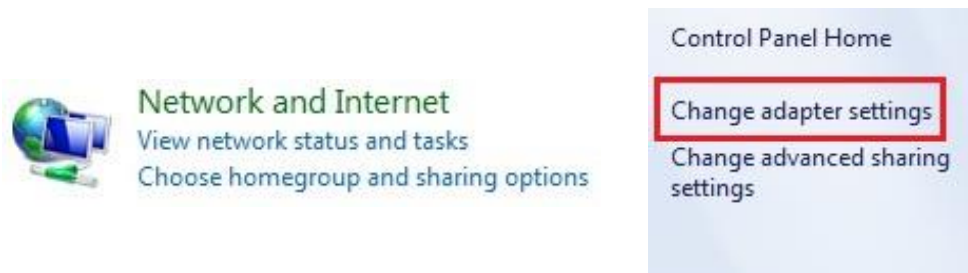 Network and Internet
View network status and tasks
Choose homegroup and sharing options
Control Panel Home
Change adapter settings
Change advanced sharing
settings